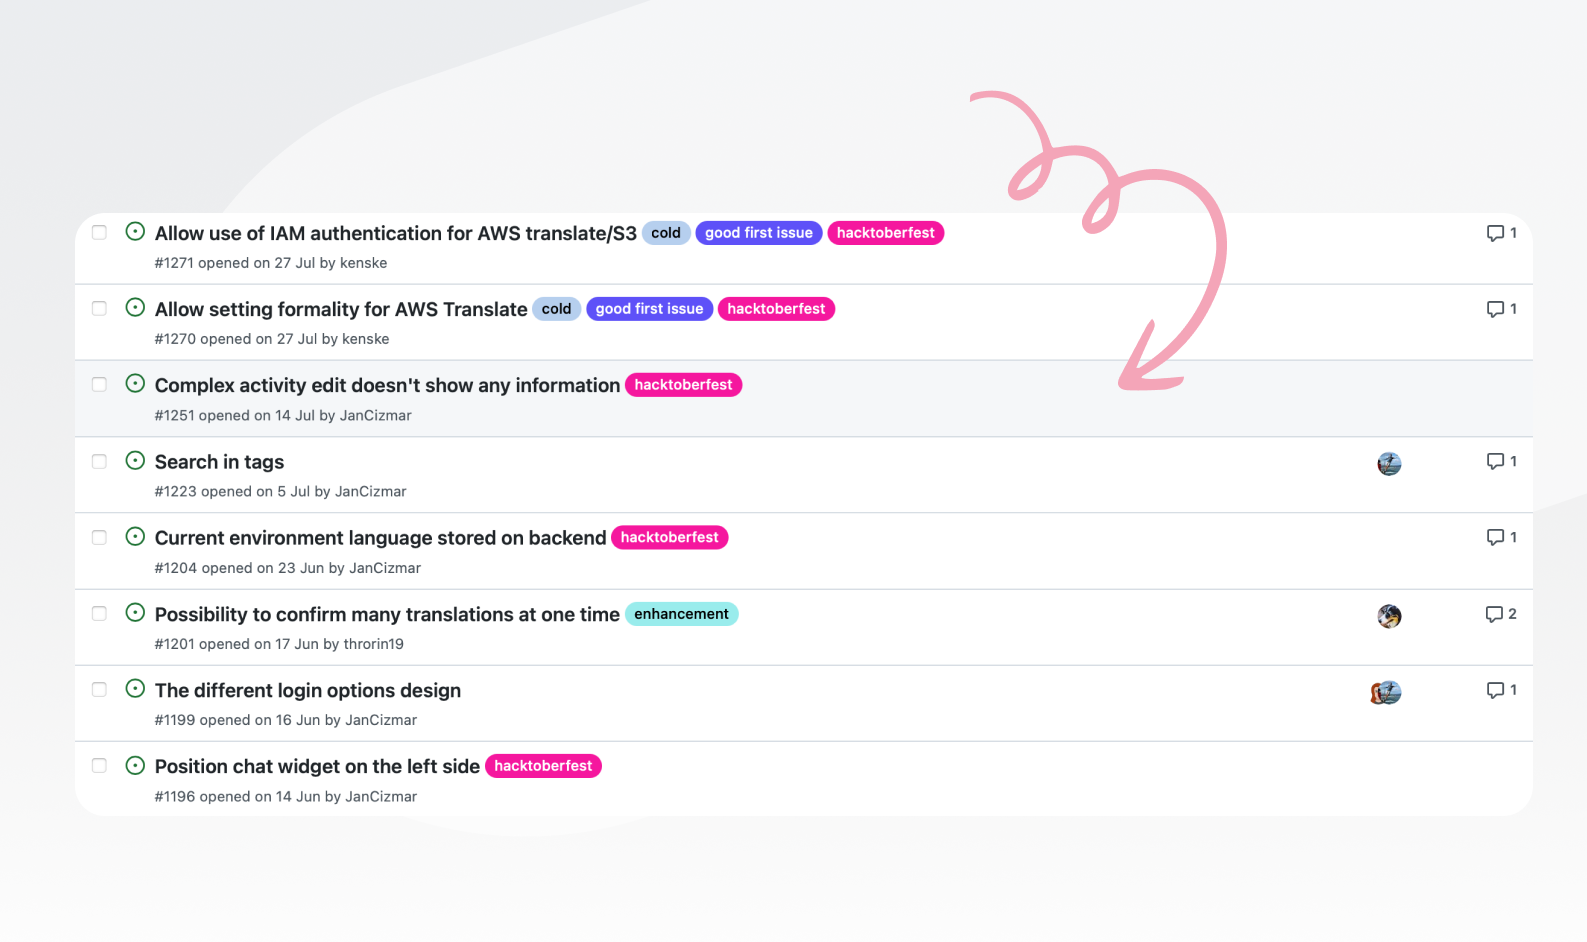 Allow use of IAM authentication for AWS translate/S3 cold good first issue hacktoberfest 1
#1271 opened on 27 Jul by kenske
Allow setting formality for AWS Translate cold good first issue hacktoberfest 1
#1270 opened on 27 Jul by kenske
Complex activity edit doesn't show any information hacktoberfest
#1251 opened on 14 Jul by JanCizmar
Search in tags 1
#1223 opened on 5 Jul by JanCizmar
Current environment language stored on backend hacktoberfest 1
#1204 opened on 23 Jun by JanCizmar
Possibility to confirm many translations at one time enhancement 2
#1201 opened on 17 Jun by throrin19
The different login options design 1
#1199 opened on 16 Jun by JanCizmar
Position chat widget on the left side hacktoberfest
#1196 opened on 14 Jun by JanCizmar